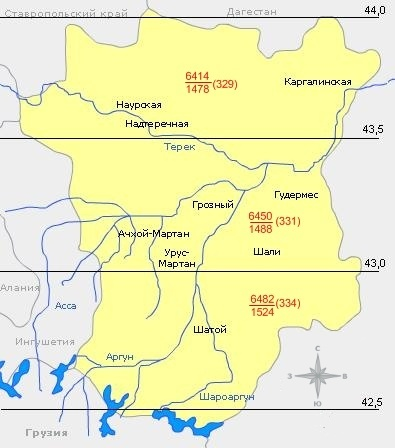 44,0
Ставропольский край
Дагестан
6414
1478 (329)
Каргалинская
Наурская
Надтеречная
43,5
Терек
Гудермес
Грозный
6450
1488 (331)
Ачхой-Мартан
Урус-
Мартан
Шали
43,0
Алания
Асса
6482
1524 (334)
Шатой
Ингушетия
Аргун
С
З
В
Ю
Шароаргун
42,5
Грузия